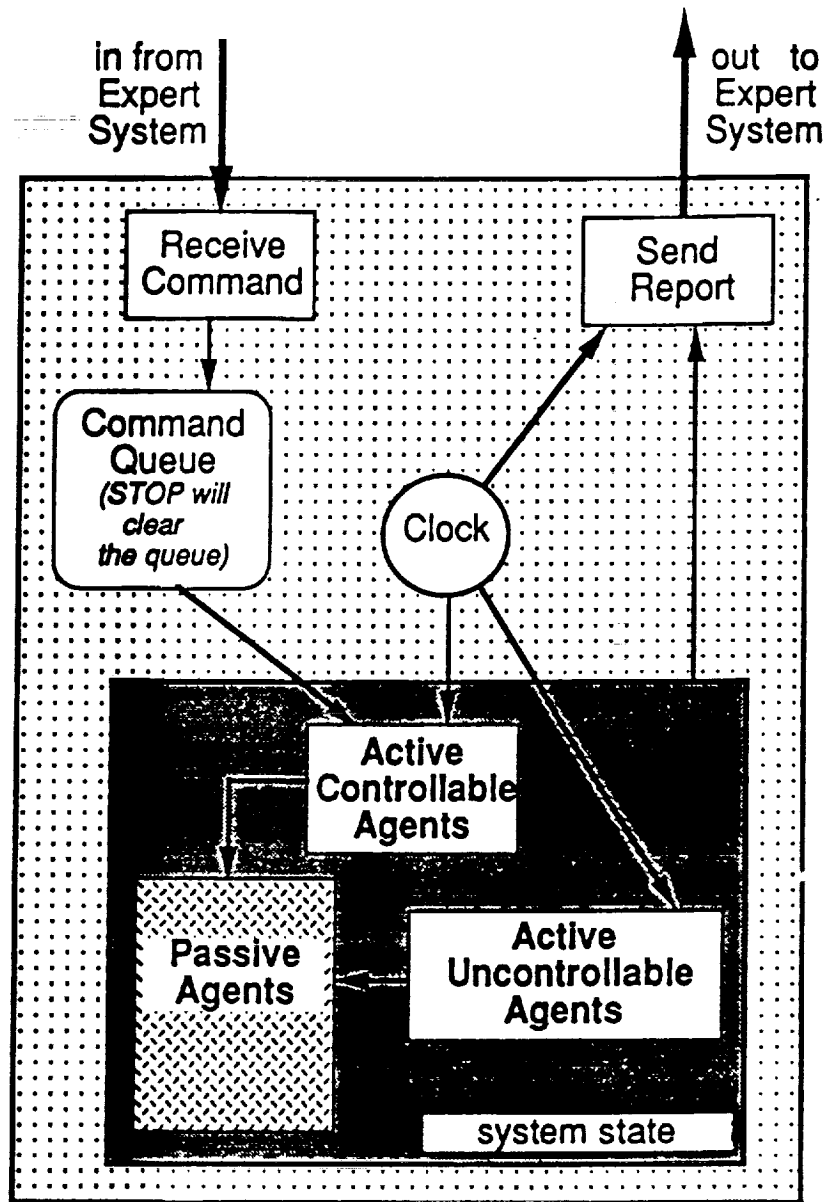 in from
Expert
System
out to
Expert
System
Receive
Command
Send
Report
Command
Queue
(STOP will
clear
the queue)
Clock
Active
Controllable
Agents
Passive
Agents
Active
Uncontrollable
Agents
system state